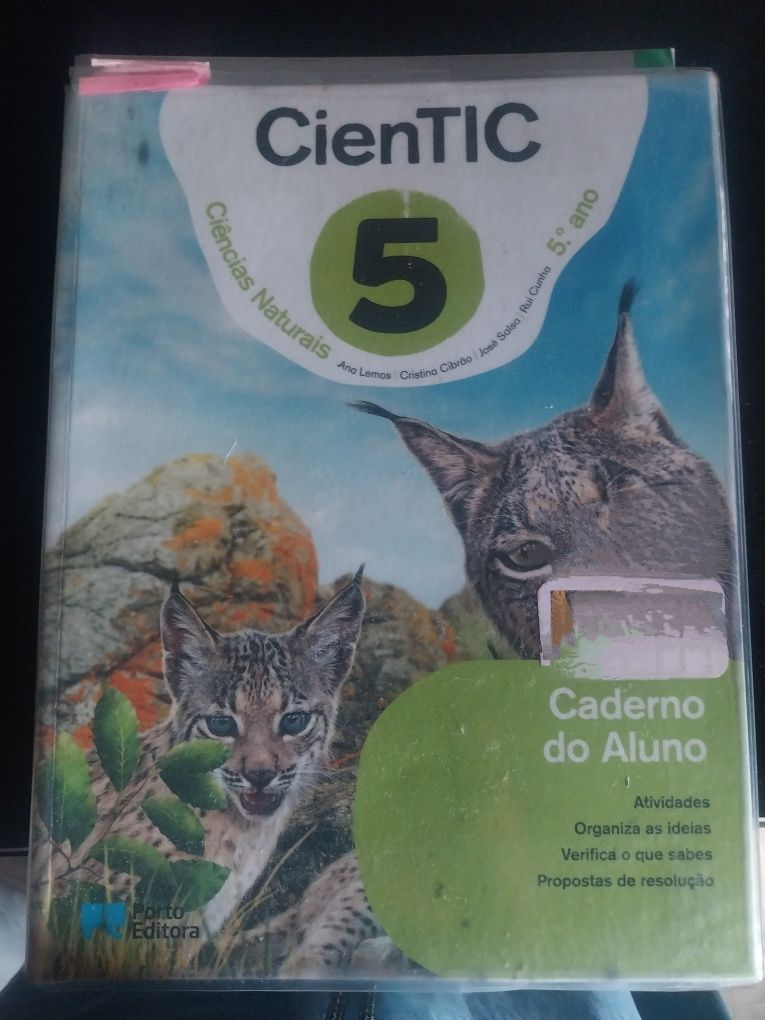 CienTIC
5
Ciências Naturais
5.º ano
Ana Lemos | Cristina Cibrão | José Salsa | Rui Cunha
Caderno
do Aluno
Atividades
Organiza as ideias
Verifica o que sabes
Propostas de resolução
Porto
Editora